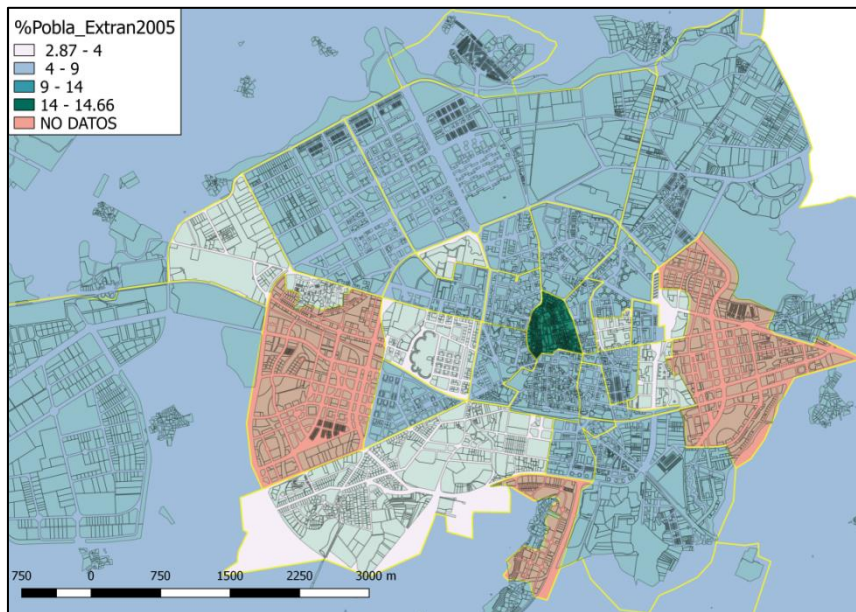 %Pobla_Extran2005
2.87 - 4
4 - 9
9 - 14
14 - 14.66
NO DATOS
750 0 750 1500 2250 3000 m